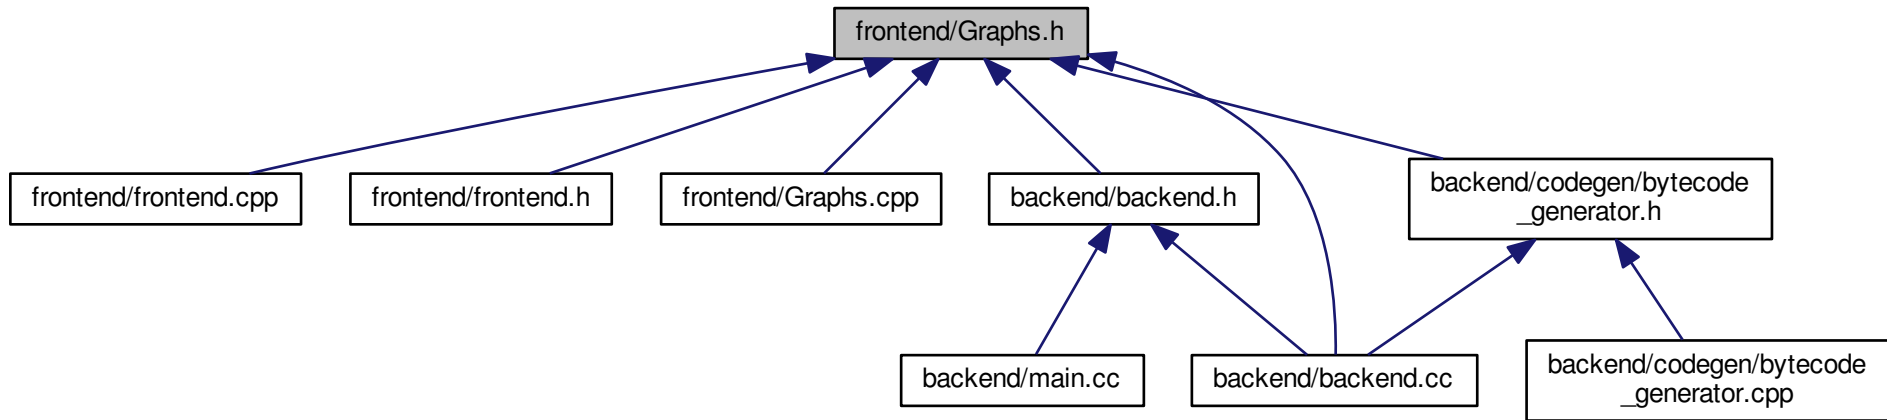 frontend/Graphs.h
frontend/frontend.cpp
frontend/frontend.h
frontend/Graphs.cpp
backend/backend.h
backend/codegen/bytecode
_generator.h
backend/main.cc
backend/backend.cc
backend/codegen/bytecode
_generator.cpp